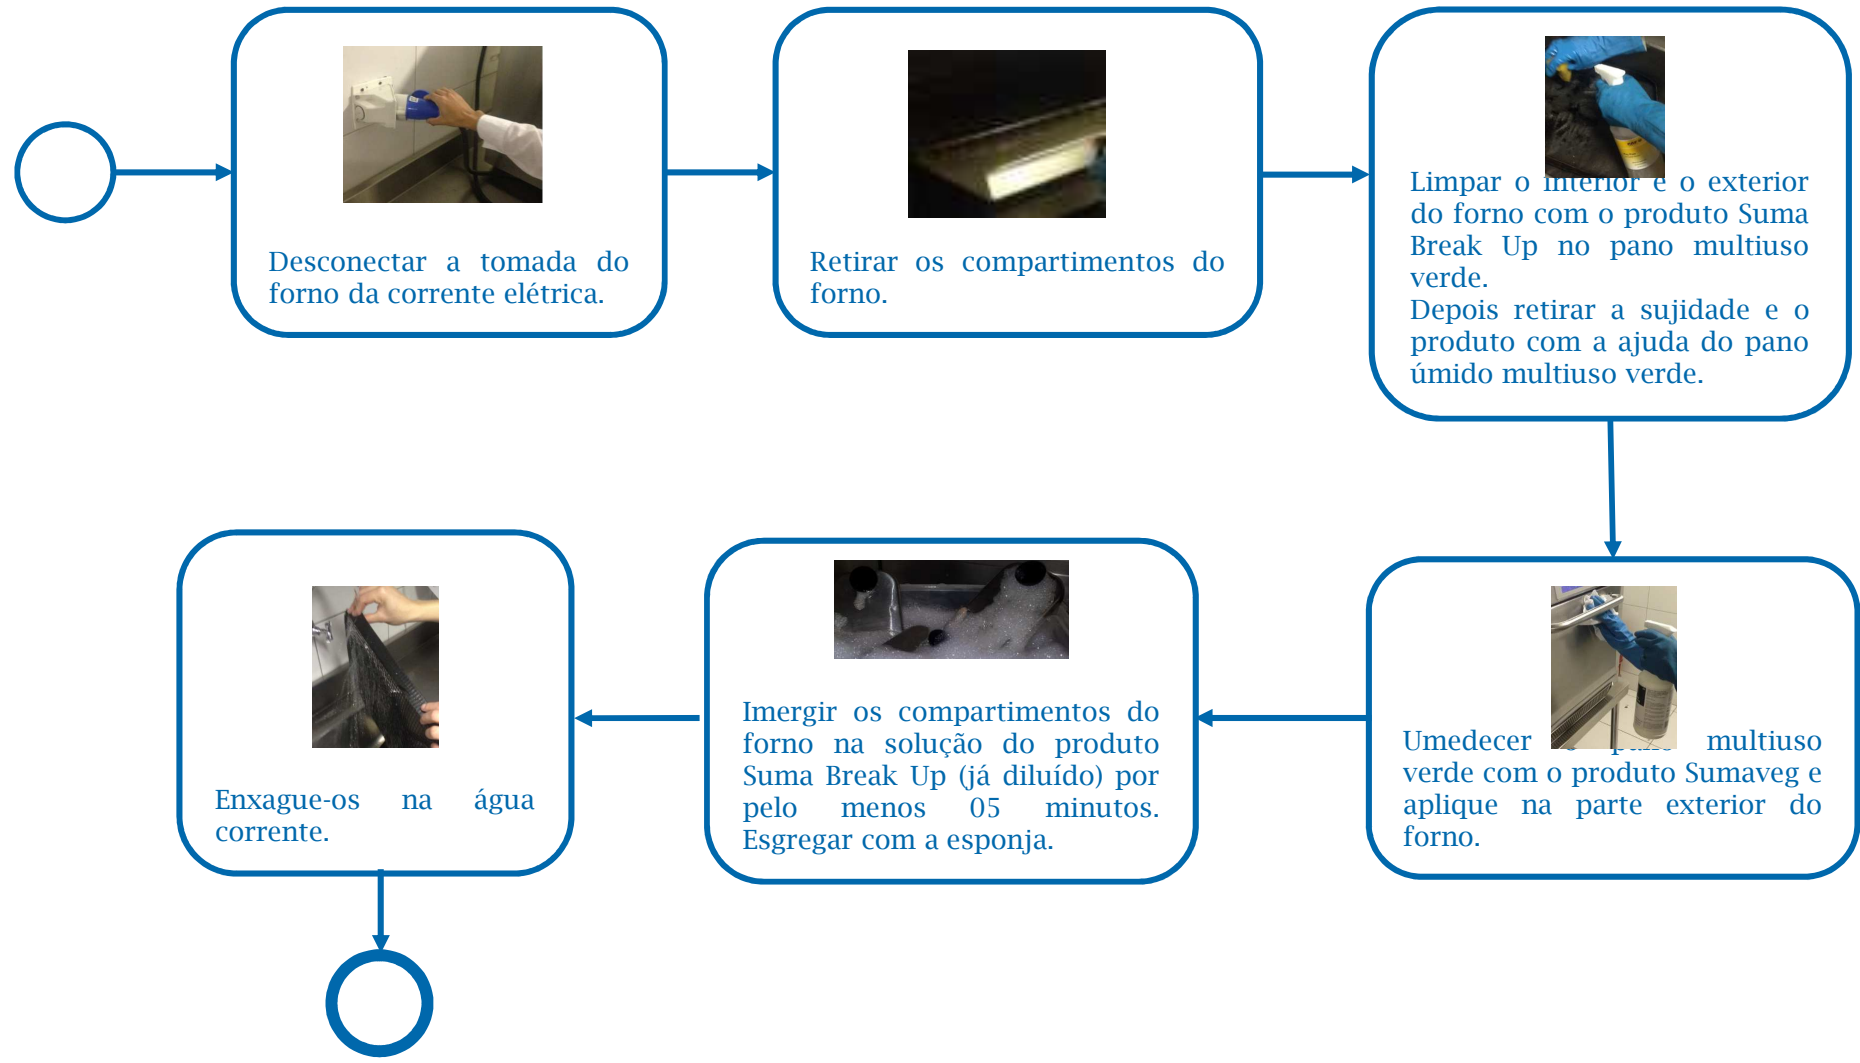 Desconectar a tomada do
forno da corrente elétrica.
Retirar os compartimentos do
forno.
Limpar o interior e o exterior
do forno com o produto Suma
Break Up no pano multiuso
verde.
Depois retirar a sujidade e o
produto com a ajuda do pano
úmido multiuso verde.
Umedecer o pano multiuso
verde com o produto Sumaveg e
aplique na parte exterior do
forno.
Imergir os compartimentos do
forno na solução do produto
Suma Break Up (já diluído) por
pelo menos 05 minutos.
Esgregar com a esponja.
Enxague-os na água
corrente.